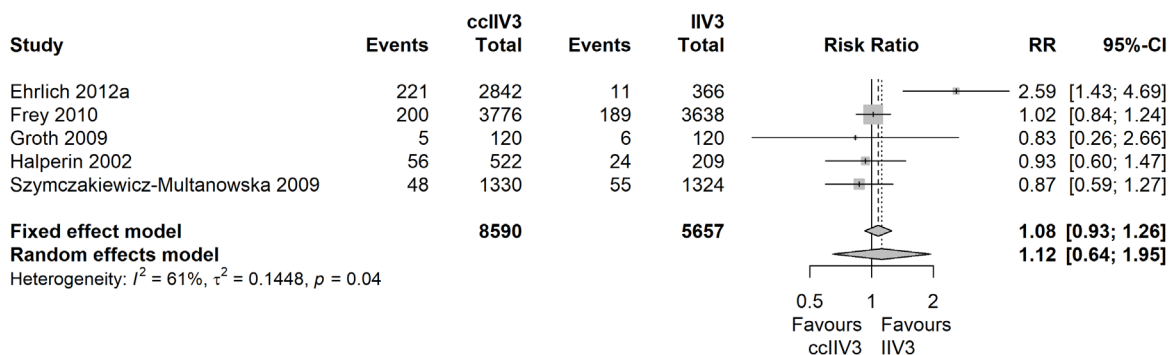 ccIIV3 IIV3
Study Events Total Events Total Risk Ratio RR 95%-CI
Ehrlich 2012a 221 2842 11 366 2.59 [1.43; 4.69]
Frey 2010 200 3776 189 3638 1.02 [0.84; 1.24]
Groth 2009 5 120 6 120 0.83 [0.26; 2.66]
Halperin 2002 56 522 24 209 0.93 [0.60; 1.47]
Szymczakiewicz-Multanowska 2009 48 1330 55 1324 0.87 [0.59; 1.27]
Fixed effect model 8590 5657 1.08 [0.93; 1.26]
Random effects model 1.12 [0.64; 1.95]
Heterogeneity: I² = 61%, τ² = 0.1448, p = 0.04
0.5 1 2
Favours Favours
ccIIV3 IIV3